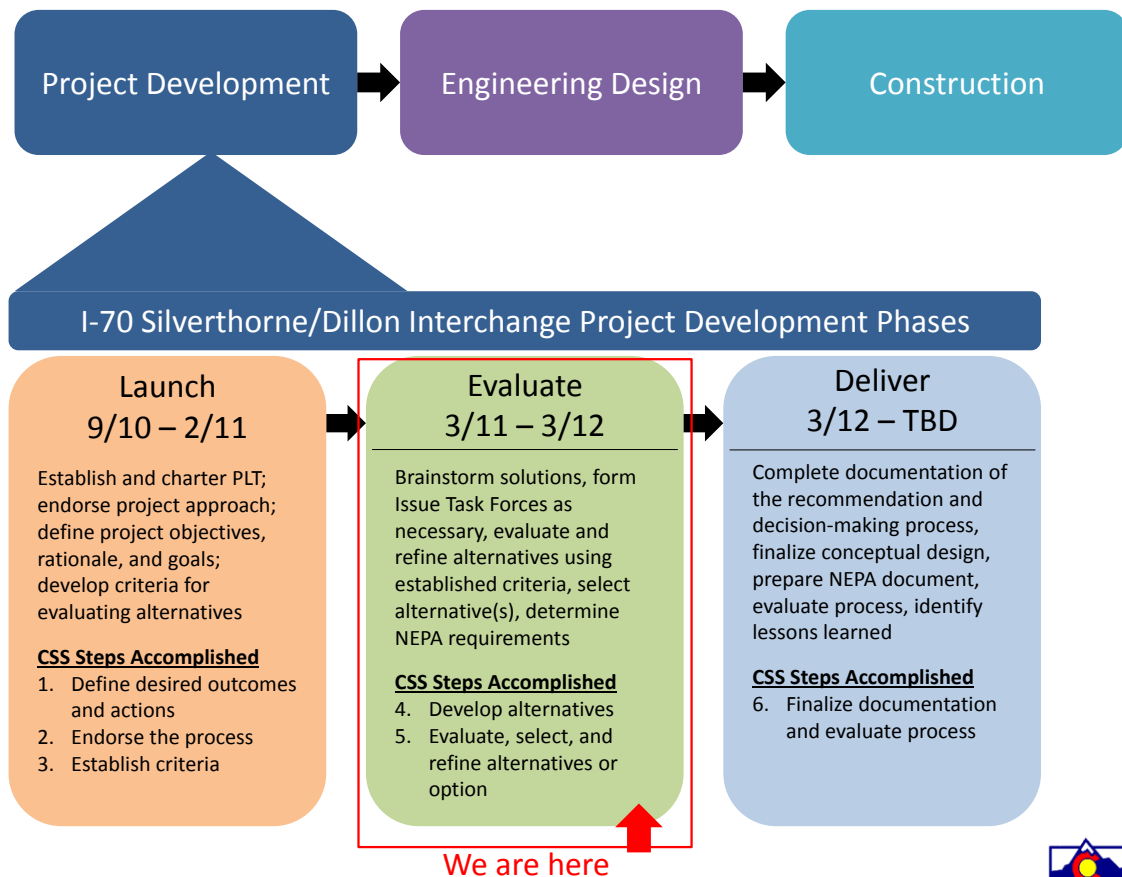 Project Development
Engineering Design
Construction
I-70 Silverthorne/Dillon Interchange Project Development Phases
Launch
9/10 – 2/11
Establish and charter PLT;
endorse project approach;
define project objectives,
rationale, and goals;
develop criteria for
evaluating alternatives
CSS Steps Accomplished
1. Define desired outcomes
and actions
2. Endorse the process
3. Establish criteria
Evaluate
3/11 – 3/12
Brainstorm solutions, form
Issue Task Forces as
necessary, evaluate and
refine alternatives using
established criteria, select
alternative(s), determine
NEPA requirements
CSS Steps Accomplished
4. Develop alternatives
5. Evaluate, select, and
refine alternatives or
option
Deliver
3/12 – TBD
Complete documentation of
the recommendation and
decision-making process,
finalize conceptual design,
prepare NEPA document,
evaluate process, identify
lessons learned
CSS Steps Accomplished
6. Finalize documentation
and evaluate process
We are here